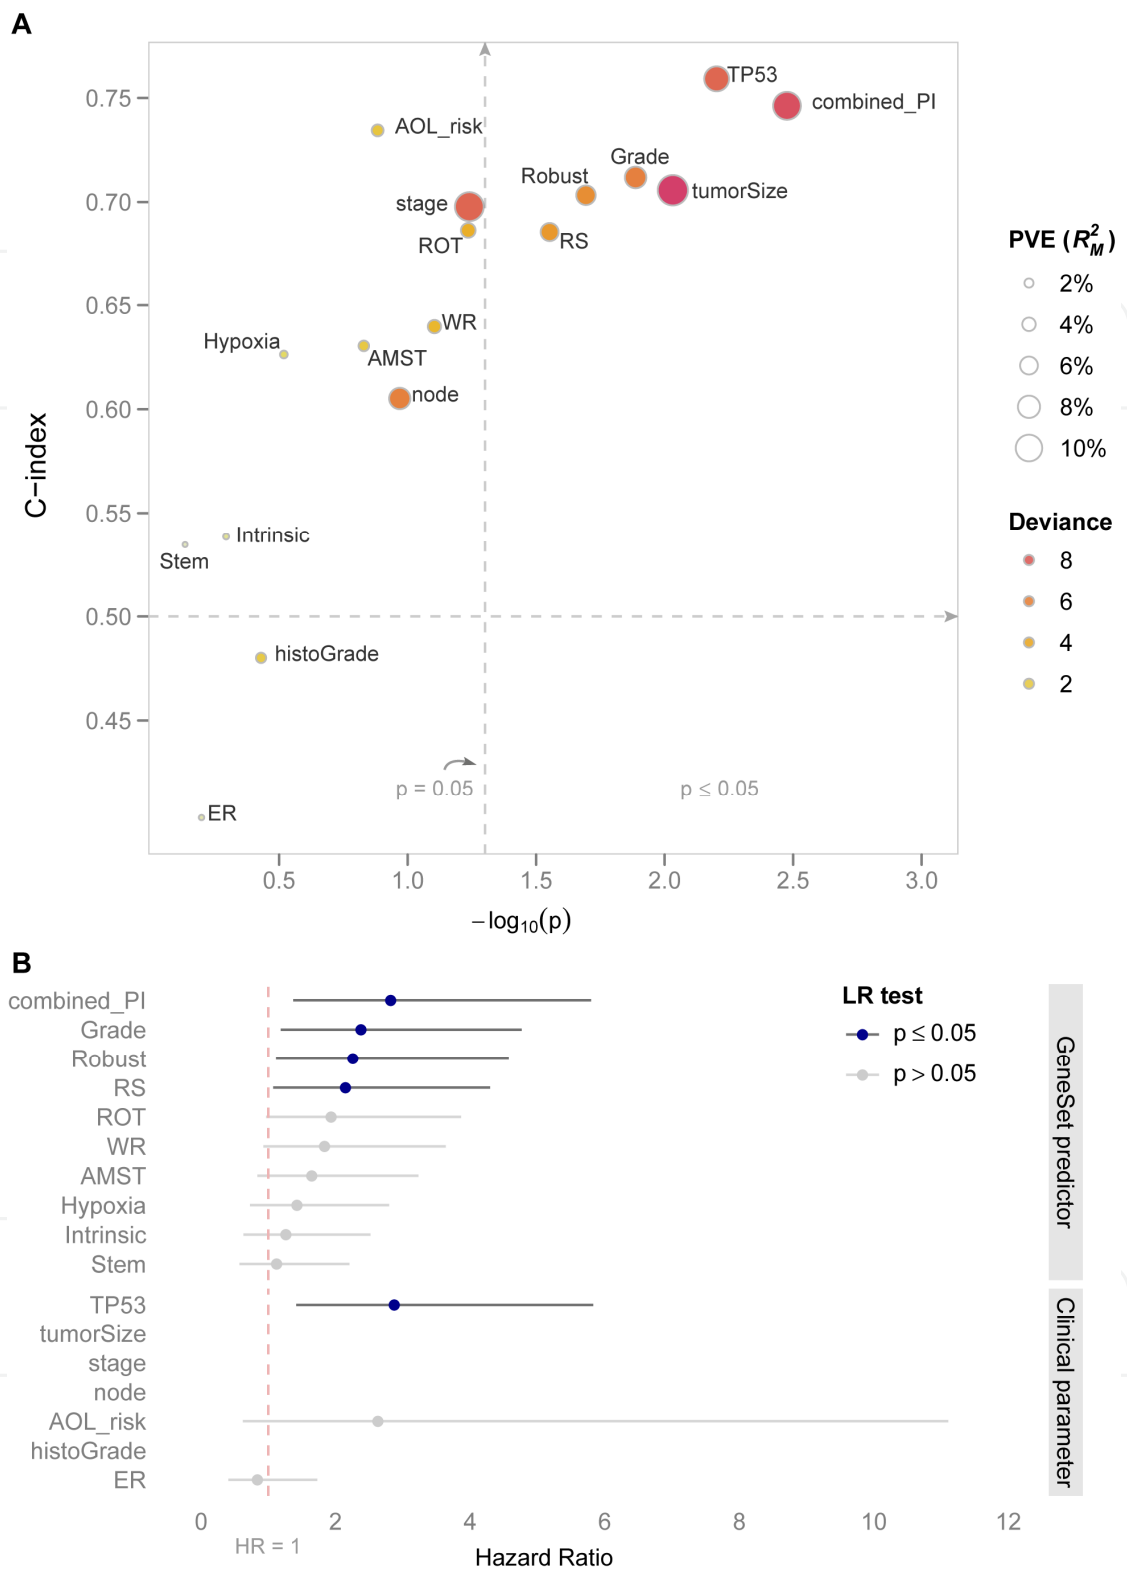 A
TP53
0.75
combined_PI
AOL_risk
Grade
Robust
0.70
stage
tumorSize
ROT
RS
PVE (R²M)
2%
0.65
WR
4%
Hypoxia
AMST
6%
node
0.60
8%
10%
C−index
0.55
Intrinsic
Stem
Deviance
8
6
0.50
4
histoGrade
2
0.45
p = 0.05
p ≤ 0.05
ER
0.5 1.0 1.5 2.0 2.5 3.0
−log10(p)
B
combined_PI
Grade
Robust
RS
ROT
WR
AMST
Hypoxia
Intrinsic
Stem
LR test
p ≤ 0.05
p > 0.05
GeneSet predictor
TP53
tumorSize
stage
node
AOL_risk
histoGrade
ER
Clinical parameter
0 2 4 6 8 10 12
HR = 1
Hazard Ratio